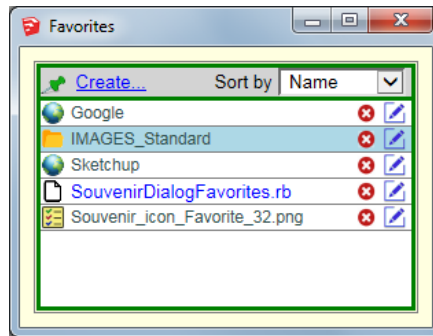 Favorites
Create... Sort by Name
Google
IMAGES_Standard
Sketchup
SouvenirDialogFavorites.rb
Souvenir_icon_Favorite_32.png